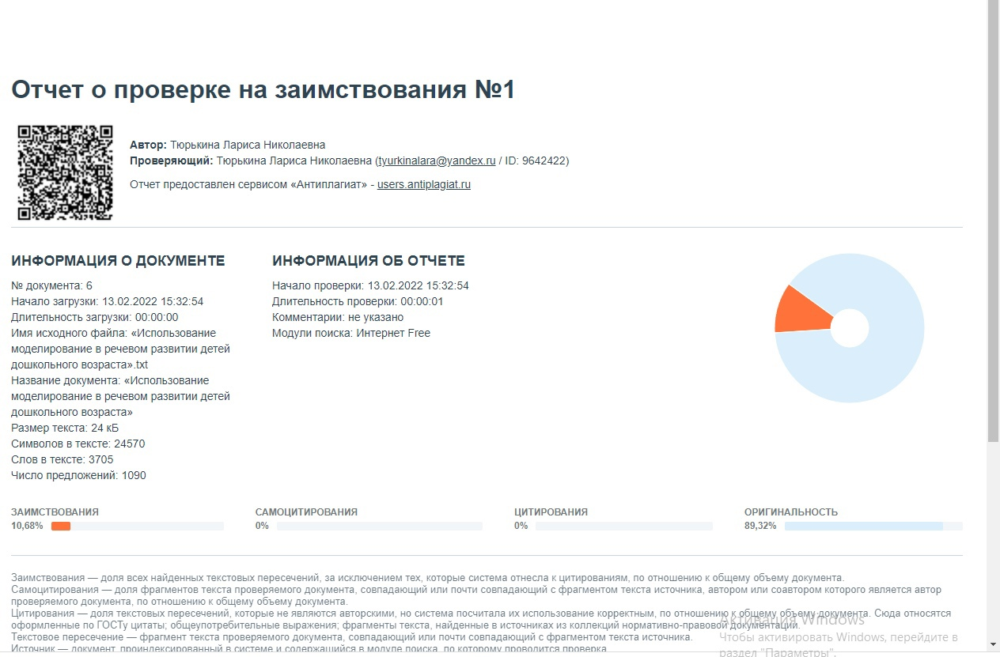 Отчет о проверке на заимствования №1
Автор: Тюрькина Лариса Николаевна
Проверяющий: Тюрькина Лариса Николаевна (tyurkinalara@yandex.ru / ID: 9642422)
Отчет предоставлен сервисом «Антиплагиат» - users.antiplagiat.ru
ИНФОРМАЦИЯ О ДОКУМЕНТЕ
№ документа: 6
Начало загрузки: 13.02.2022 15:32:54
Длительность загрузки: 00:00:00
Имя исходного файла: «Использование
моделирование в речевом развитии детей
дошкольного возраста».txt
Название документа: «Использование
моделирование в речевом развитии детей
дошкольного возраста»
Размер текста: 24 кБ
Символов в тексте: 24570
Слов в тексте: 3705
Число предложений: 1090
ИНФОРМАЦИЯ ОБ ОТЧЕТЕ
Начало проверки: 13.02.2022 15:32:54
Длительность проверки: 00:00:01
Комментарии: не указано
Модули поиска: Интернет Free
ЗАИМСТВОВАНИЯ
10,68%
САМОЦИТИРОВАНИЯ
0%
ЦИТИРОВАНИЯ
0%
ОРИГИНАЛЬНОСТЬ
89,32%
Заимствования — доля всех найденных текстовых пересечений, за исключением тех, которые система отнесла к цитированиям, по отношению к общему объему документа.
Самоцитирования — доля фрагментов текста проверяемого документа, совпадающий или почти совпадающий с фрагментом текста источника, автором или соавтором которого является автор
проверяемого документа, по отношению к общему объему документа.
Цитирования — доля текстовых пересечений, которые не являются авторскими, но система посчитала их использование корректным, по отношению к общему объему документа. Сюда относятся
оформленные по ГОСТу цитаты; общеупотребительные выражения; фрагменты текста, найденные в источниках из коллекций нормативно-правовой документации.
Текстовое пересечение — фрагмент текста проверяемого документа, совпадающий или почти совпадающий с фрагментом текста источника.
Источник — документ, проиндексированный в системе и содержащийся в модуле поиска, по которому проводится проверка.
Активация Windows
Чтобы активировать Windows, перейдите в
раздел "Параметры".